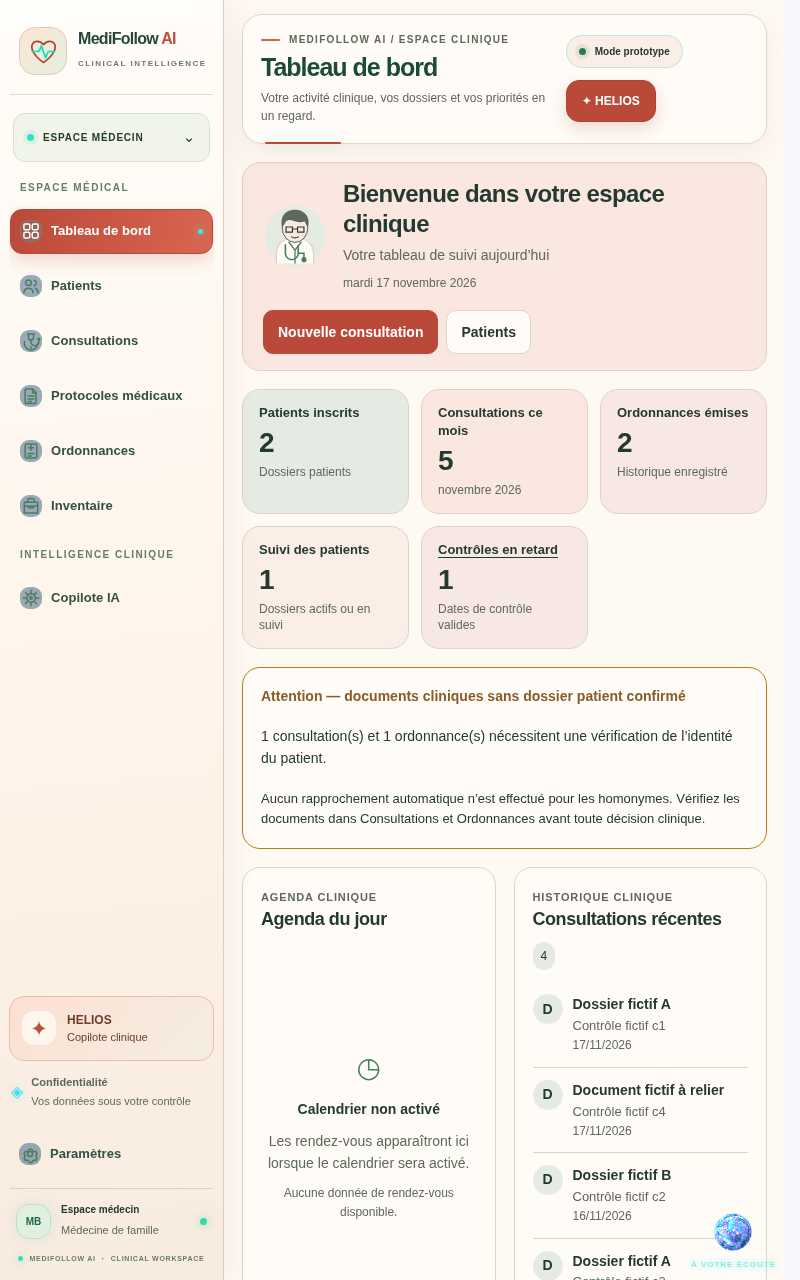 MediFollow AI
CLINICAL INTELLIGENCE
ESPACE MÉDECIN
ESPACE MÉDICAL
Tableau de bord
Patients
Consultations
Protocoles médicaux
Ordonnances
Inventaire
INTELLIGENCE CLINIQUE
Copilote IA
HELIOS
Copilote clinique
Confidentialité
Vos données sous votre contrôle
Paramètres
MB
Espace médecin
Médecine de famille
MEDIFOLLOW AI · CLINICAL WORKSPACE
MEDIFOLLOW AI / ESPACE CLINIQUE
Tableau de bord
Votre activité clinique, vos dossiers et vos priorités en
un regard.
Mode prototype
✦ HELIOS
Bienvenue dans votre espace
clinique
Votre tableau de suivi aujourd’hui
mardi 17 novembre 2026
Nouvelle consultation
Patients
Patients inscrits
2
Dossiers patients
Consultations ce
mois
5
novembre 2026
Ordonnances émises
2
Historique enregistré
Suivi des patients
1
Dossiers actifs ou en
suivi
Contrôles en retard
1
Dates de contrôle
valides
Attention — documents cliniques sans dossier patient confirmé
1 consultation(s) et 1 ordonnance(s) nécessitent une vérification de l’identité
du patient.
Aucun rapprochement automatique n’est effectué pour les homonymes. Vérifiez les
documents dans Consultations et Ordonnances avant toute décision clinique.
AGENDA CLINIQUE
Agenda du jour
Calendrier non activé
Les rendez-vous apparaîtront ici
lorsque le calendrier sera activé.
Aucune donnée de rendez-vous
disponible.
HISTORIQUE CLINIQUE
Consultations récentes
4
D
Dossier fictif A
Contrôle fictif c1
17/11/2026
D
Document fictif à relier
Contrôle fictif c4
17/11/2026
D
Dossier fictif B
Contrôle fictif c2
16/11/2026
D
Dossier fictif A
À VOTRE ÉCOUTE